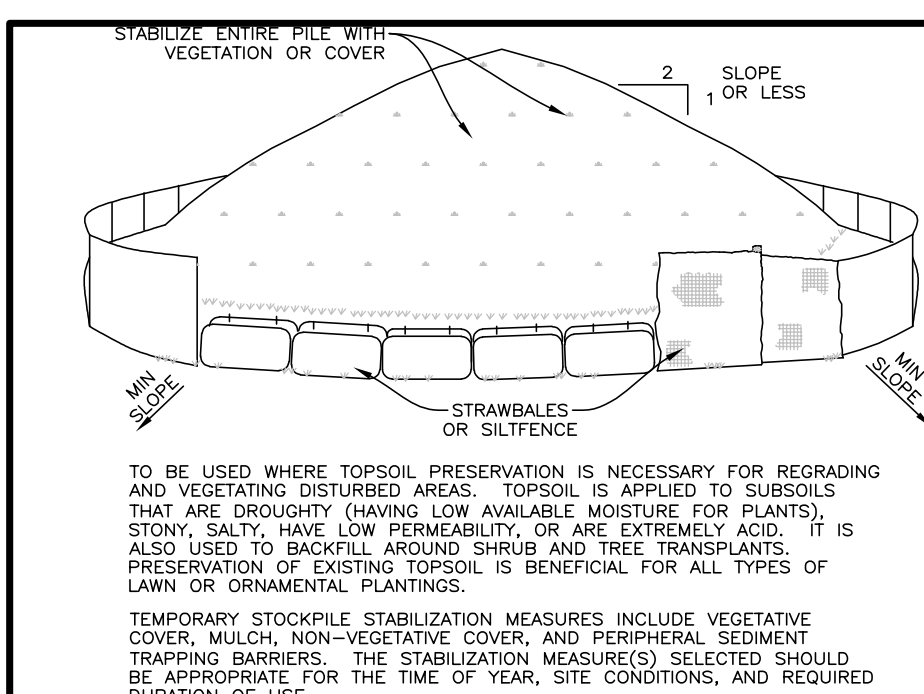 STABILIZE ENTIRE PILE WITH
VEGETATION OR COVER
2
1
SLOPE
OR LESS
MIN
SLOPE
MIN
SLOPE
STRAWBALES
OR SILTFENCE
TO BE USED WHERE TOPSOIL PRESERVATION IS NECESSARY FOR REGRADING
AND VEGETATING DISTURBED AREAS. TOPSOIL IS APPLIED TO SUBSOILS
THAT ARE DROUGHTY (HAVING LOW AVAILABLE MOISTURE FOR PLANTS),
STONY, SALTY, HAVE LOW PERMEABILITY, OR ARE EXTREMELY ACID. IT IS
ALSO USED TO BACKFILL AROUND SHRUB AND TREE TRANSPLANTS.
PRESERVATION OF EXISTING TOPSOIL IS BENEFICIAL FOR ALL TYPES OF
LAWN OR ORNAMENTAL PLANTINGS.
TEMPORARY STOCKPILE STABILIZATION MEASURES INCLUDE VEGETATIVE
COVER, MULCH, NON-VEGETATIVE COVER, AND PERIPHERAL SEDIMENT
TRAPPING BARRIERS. THE STABILIZATION MEASURE(S) SELECTED SHOULD
BE APPROPRIATE FOR THE TIME OF YEAR, SITE CONDITIONS, AND REQUIRED
DURATION OF USE.